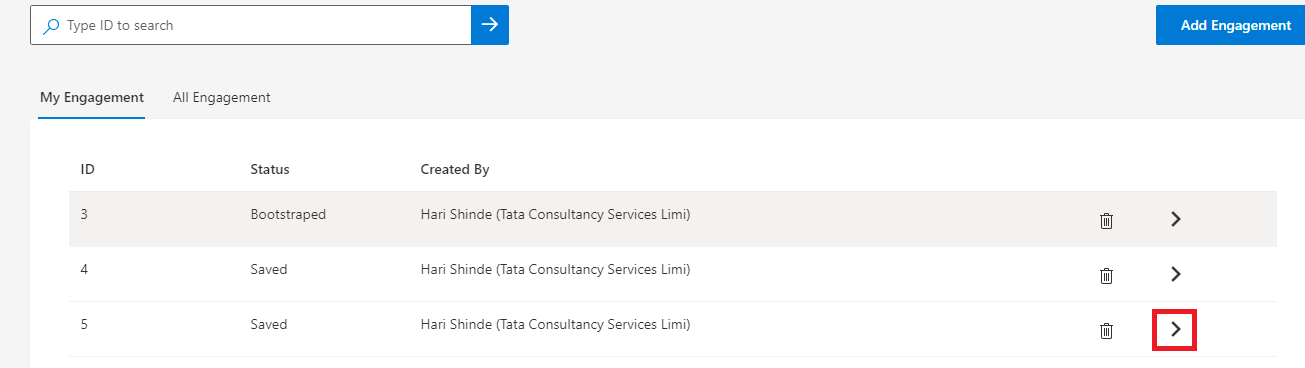 Type ID to search
Add Engagement
My Engagement All Engagement
ID Status Created By
3 Bootstraped Hari Shinde (Tata Consultancy Services Limi)
4 Saved Hari Shinde (Tata Consultancy Services Limi)
5 Saved Hari Shinde (Tata Consultancy Services Limi)